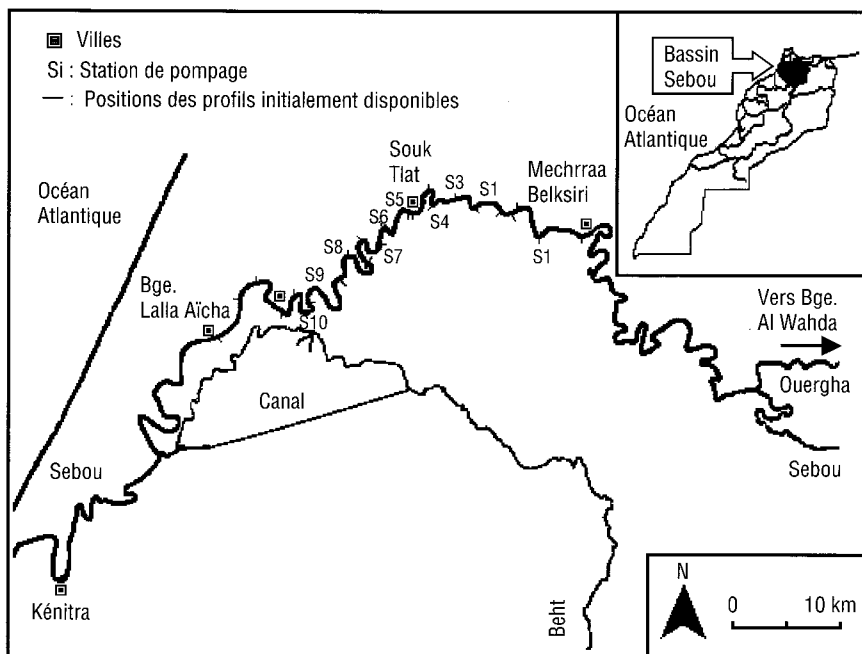 Villes
Si : Station de pompage
— : Positions des profils initialement disponibles
Bassin
Sebou
Océan
Atlantique
Océan
Atlantique
Souk
Tlat
Mechrraa
Belksiri
S5
S3
S1
S4
S6
S7
S1
S8
S9
Bge.
Lalla Aïcha
S10
Vers Bge.
Al Wahda
Ouergha
Canal
Sebou
Sebou
Kénitra
Beht
N
0 10 km